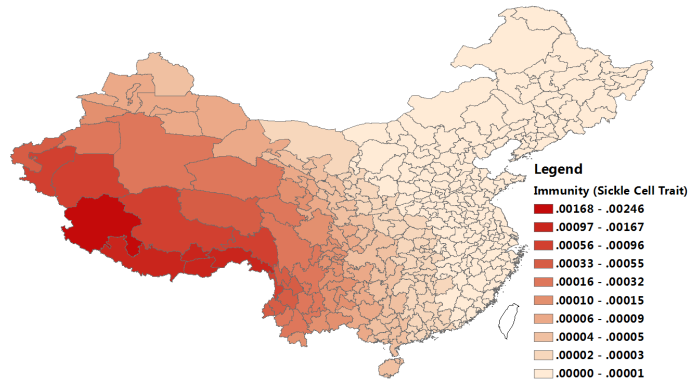 Legend
Immunity (Sickle Cell Trait)
.00168 - .00246
.00097 - .00167
.00056 - .00096
.00033 - .00055
.00016 - .00032
.00010 - .00015
.00006 - .00009
.00004 - .00005
.00002 - .00003
.00000 - .00001